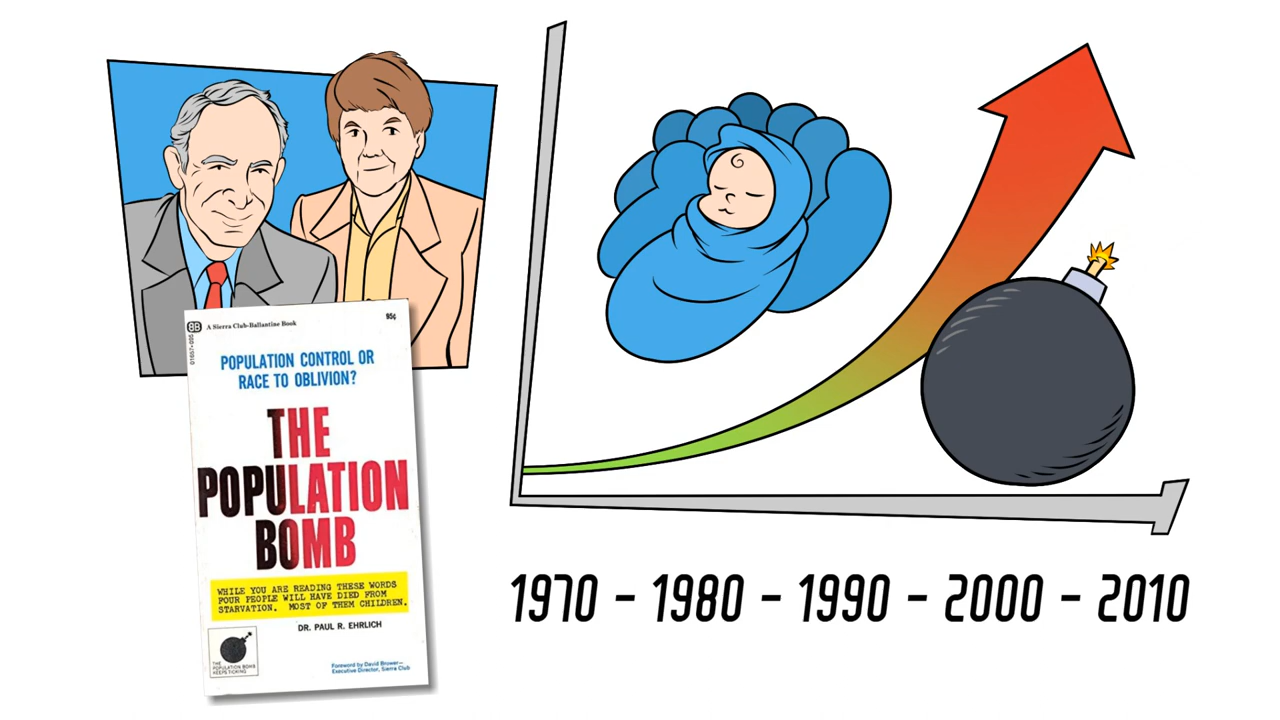 BB A Sierra Club-Ballantine Book 95¢
01657-095
POPULATION CONTROL OR
RACE TO OBLIVION?
THE
POPULATION
BOMB
WHILE YOU ARE READING THESE WORDS
FOUR PEOPLE WILL HAVE DIED FROM
STARVATION. MOST OF THEM CHILDREN.
DR. PAUL R. EHRLICH
THE
POPULATION BOMB
KEEPS TICKING
Foreword by David Brower—
Executive Director, Sierra Club
1970 - 1980 - 1990 - 2000 - 2010